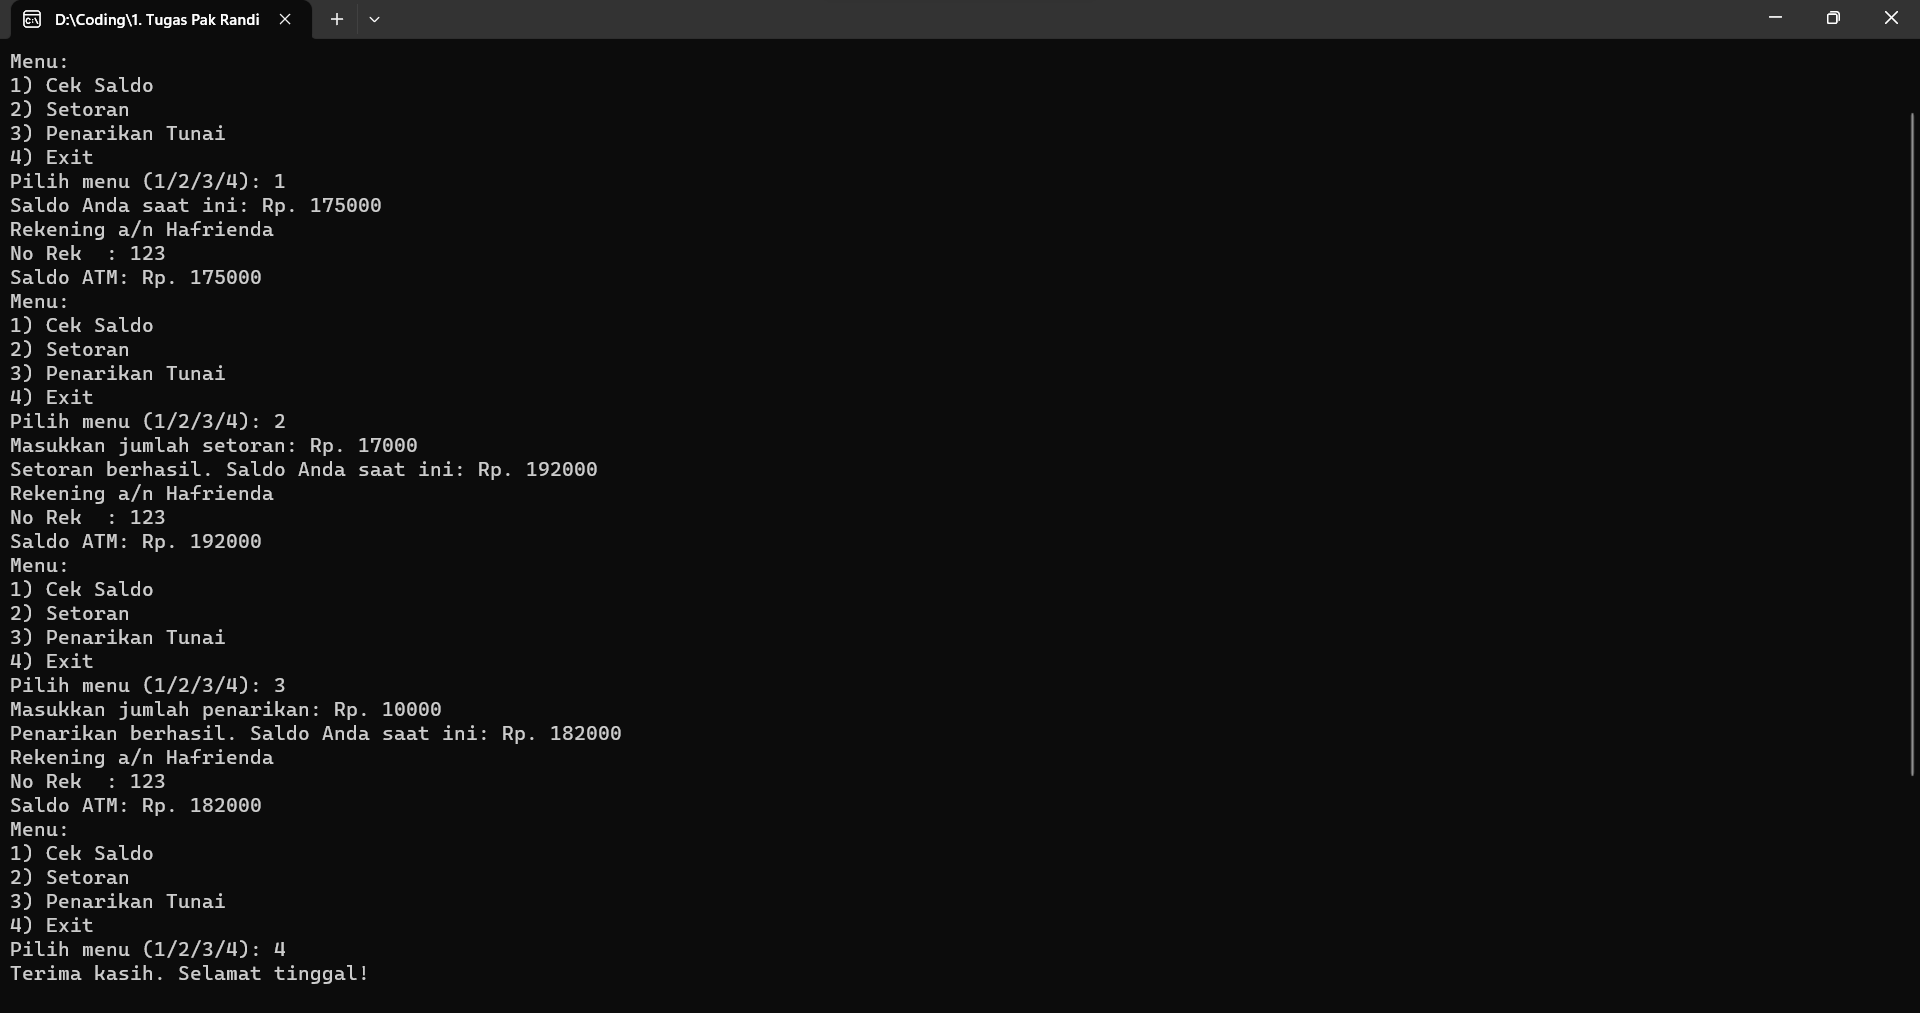 D:\Coding\1. Tugas Pak Randi
Menu:
1) Cek Saldo
2) Setoran
3) Penarikan Tunai
4) Exit
Pilih menu (1/2/3/4): 1
Saldo Anda saat ini: Rp. 175000
Rekening a/n Hafrienda
No Rek  : 123
Saldo ATM: Rp. 175000
Menu:
1) Cek Saldo
2) Setoran
3) Penarikan Tunai
4) Exit
Pilih menu (1/2/3/4): 2
Masukkan jumlah setoran: Rp. 17000
Setoran berhasil. Saldo Anda saat ini: Rp. 192000
Rekening a/n Hafrienda
No Rek  : 123
Saldo ATM: Rp. 192000
Menu:
1) Cek Saldo
2) Setoran
3) Penarikan Tunai
4) Exit
Pilih menu (1/2/3/4): 3
Masukkan jumlah penarikan: Rp. 10000
Penarikan berhasil. Saldo Anda saat ini: Rp. 182000
Rekening a/n Hafrienda
No Rek  : 123
Saldo ATM: Rp. 182000
Menu:
1) Cek Saldo
2) Setoran
3) Penarikan Tunai
4) Exit
Pilih menu (1/2/3/4): 4
Terima kasih. Selamat tinggal!